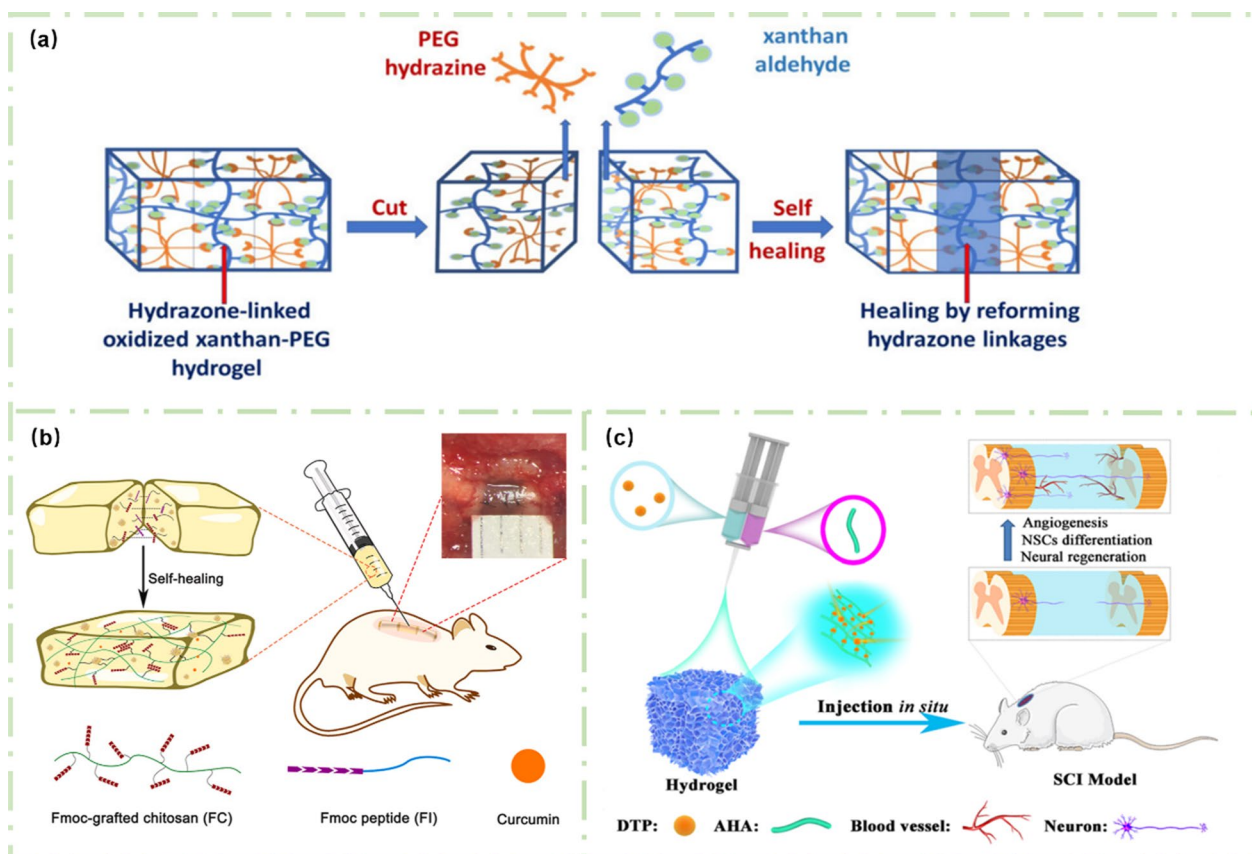 (a)
PEG
hydrazine
xanthan
aldehyde
Cut
Self
healing
Hydrazone-linked
oxidized xanthan-PEG
hydrogel
Healing by reforming
hydrazone linkages
(b)
Self-healing
Fmoc-grafted chitosan (FC)
Fmoc peptide (FI)
Curcumin
(c)
Angiogenesis
NSCs differentiation
Neural regeneration
Injection in situ
Hydrogel
SCI Model
DTP:
AHA:
Blood vessel:
Neuron: